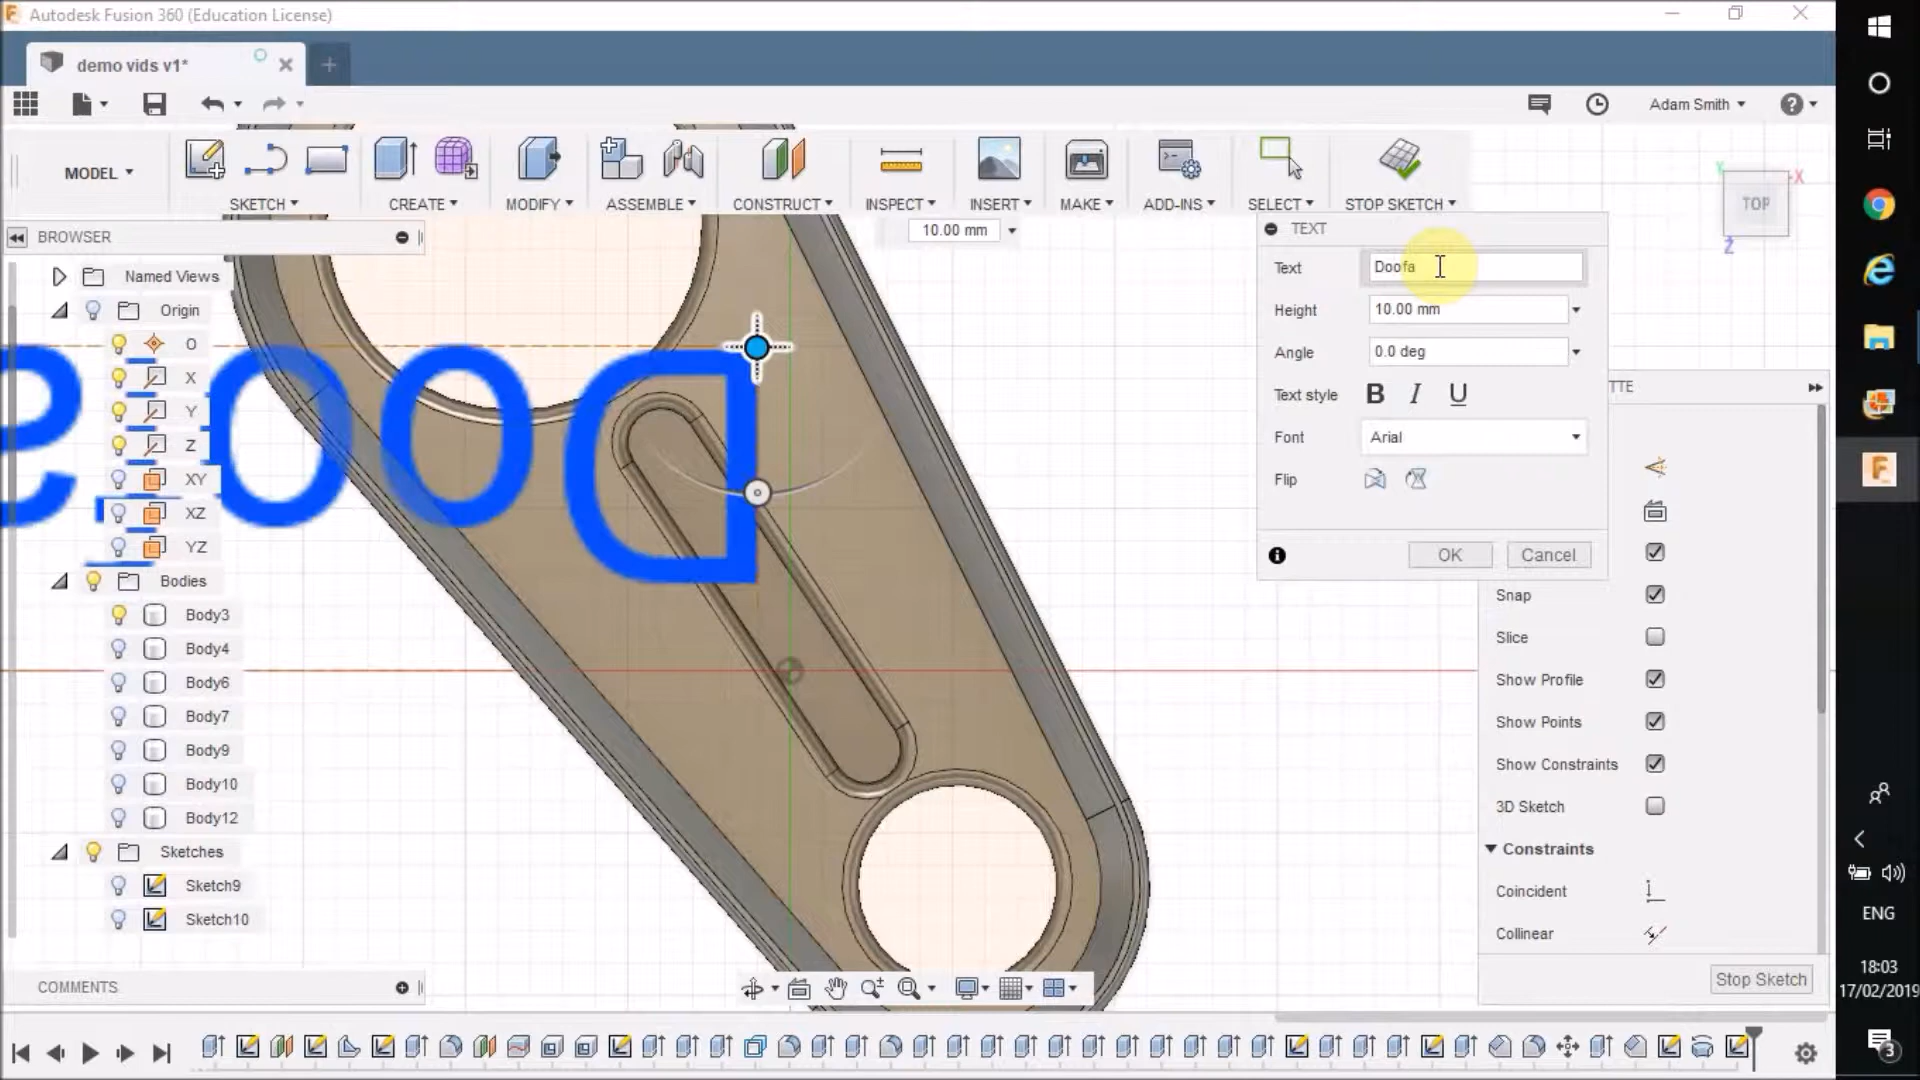 Autodesk Fusion 360 (Education License)
demo vids v1*
Adam Smith
MODEL
SKETCH
CREATE
MODIFY
ASSEMBLE
CONSTRUCT
INSPECT
INSERT
MAKE
ADD-INS
SELECT
STOP SKETCH
TOP
Y
X
Z
BROWSER
10.00 mm
TEXT
Named Views
Text
Doofa
Origin
Height
10.00 mm
O
Angle
0.0 deg
X
TTE
Text style
B I U
Y
Font
Arial
Z
Flip
XY
XZ
YZ
OK
Cancel
Bodies
Snap
Body3
Slice
Body4
Show Profile
Body6
Show Points
Body7
Show Constraints
Body9
3D Sketch
Body10
Body12
Constraints
Sketches
Sketch9
Coincident
Sketch10
Collinear
ENG
COMMENTS
Stop Sketch
18:03
17/02/2019
3